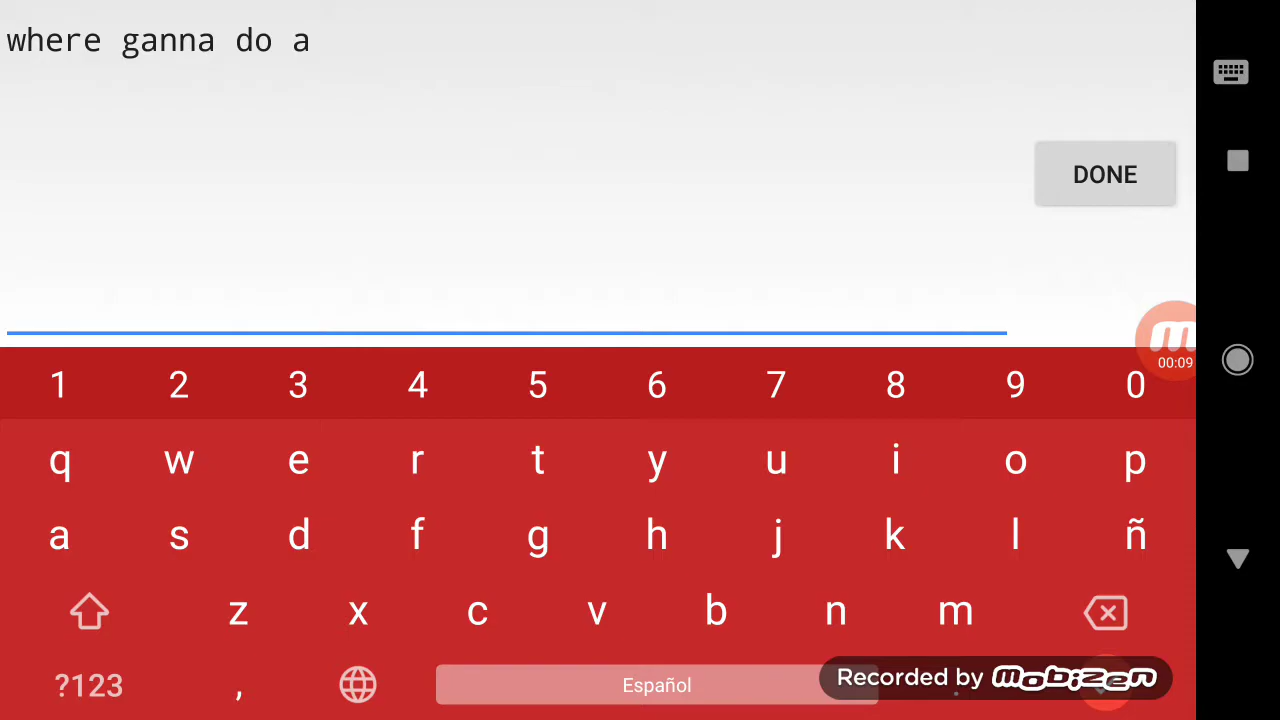 where ganna do a
DONE
00:09
1 2 3 4 5 6 7 8 9 0
q w e r t y u i o p
a s d f g h j k l ñ
z x c v b n m
?123 , Español .
Recorded by mobizen